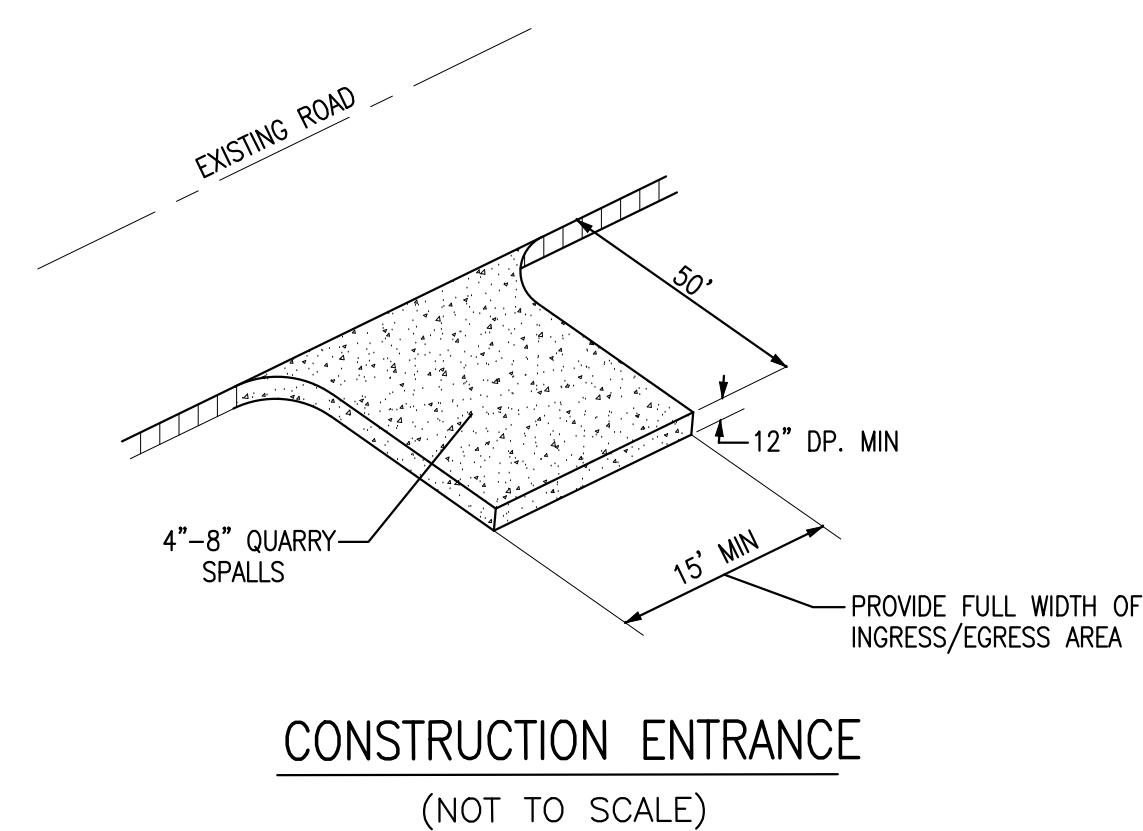 EXISTING ROAD
50'
12" DP. MIN
4"-8" QUARRY
SPALLS
15' MIN
PROVIDE FULL WIDTH OF
INGRESS/EGRESS AREA
CONSTRUCTION ENTRANCE
(NOT TO SCALE)